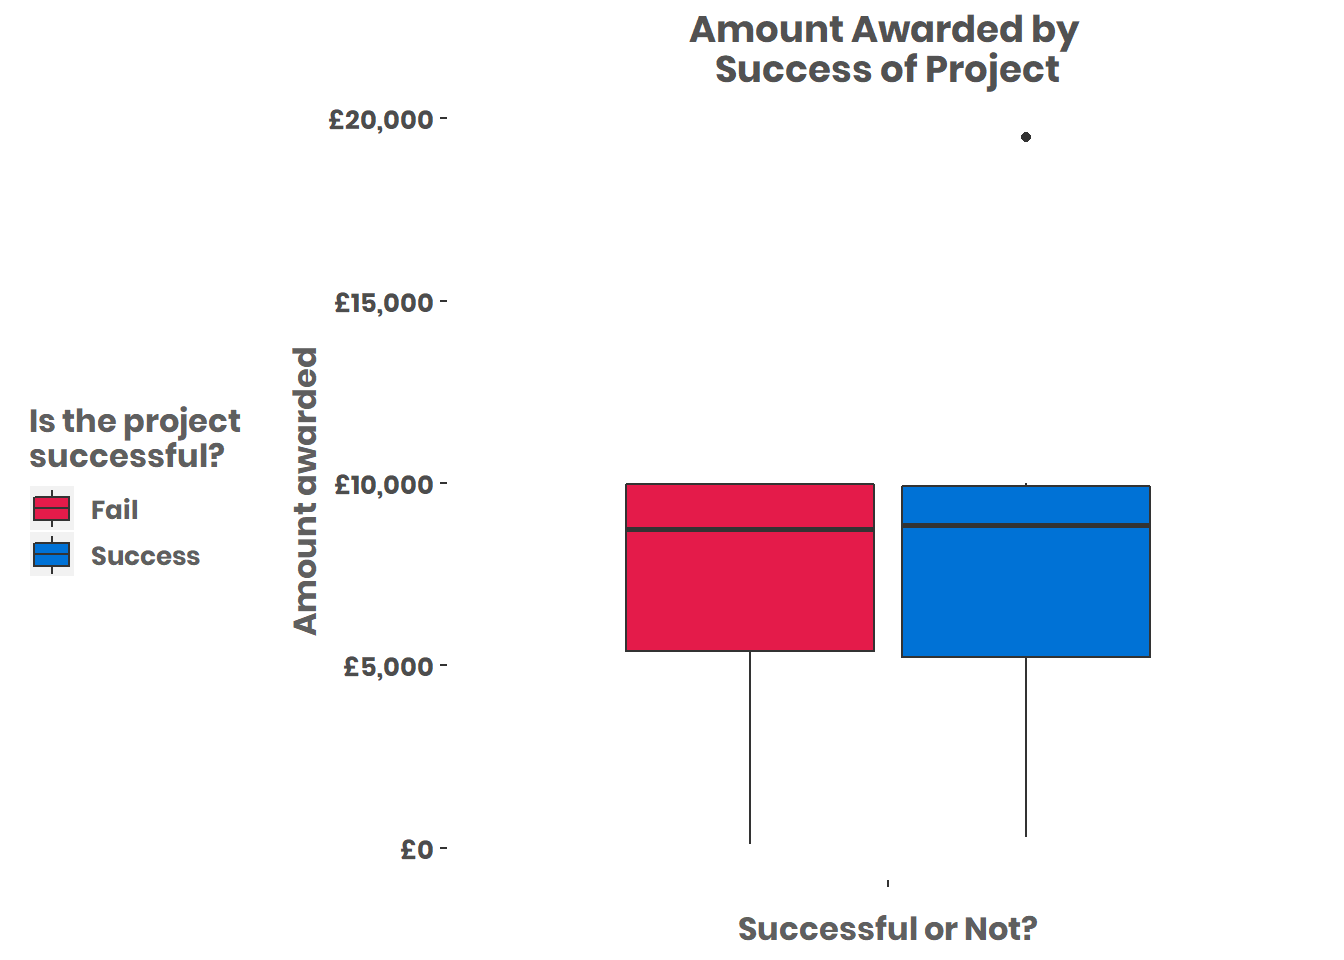 Amount Awarded by
Success of Project
£20,000
£15,000
£10,000
£5,000
£0
Amount awarded
Successful or Not?
Is the project
successful?
Fail
Success